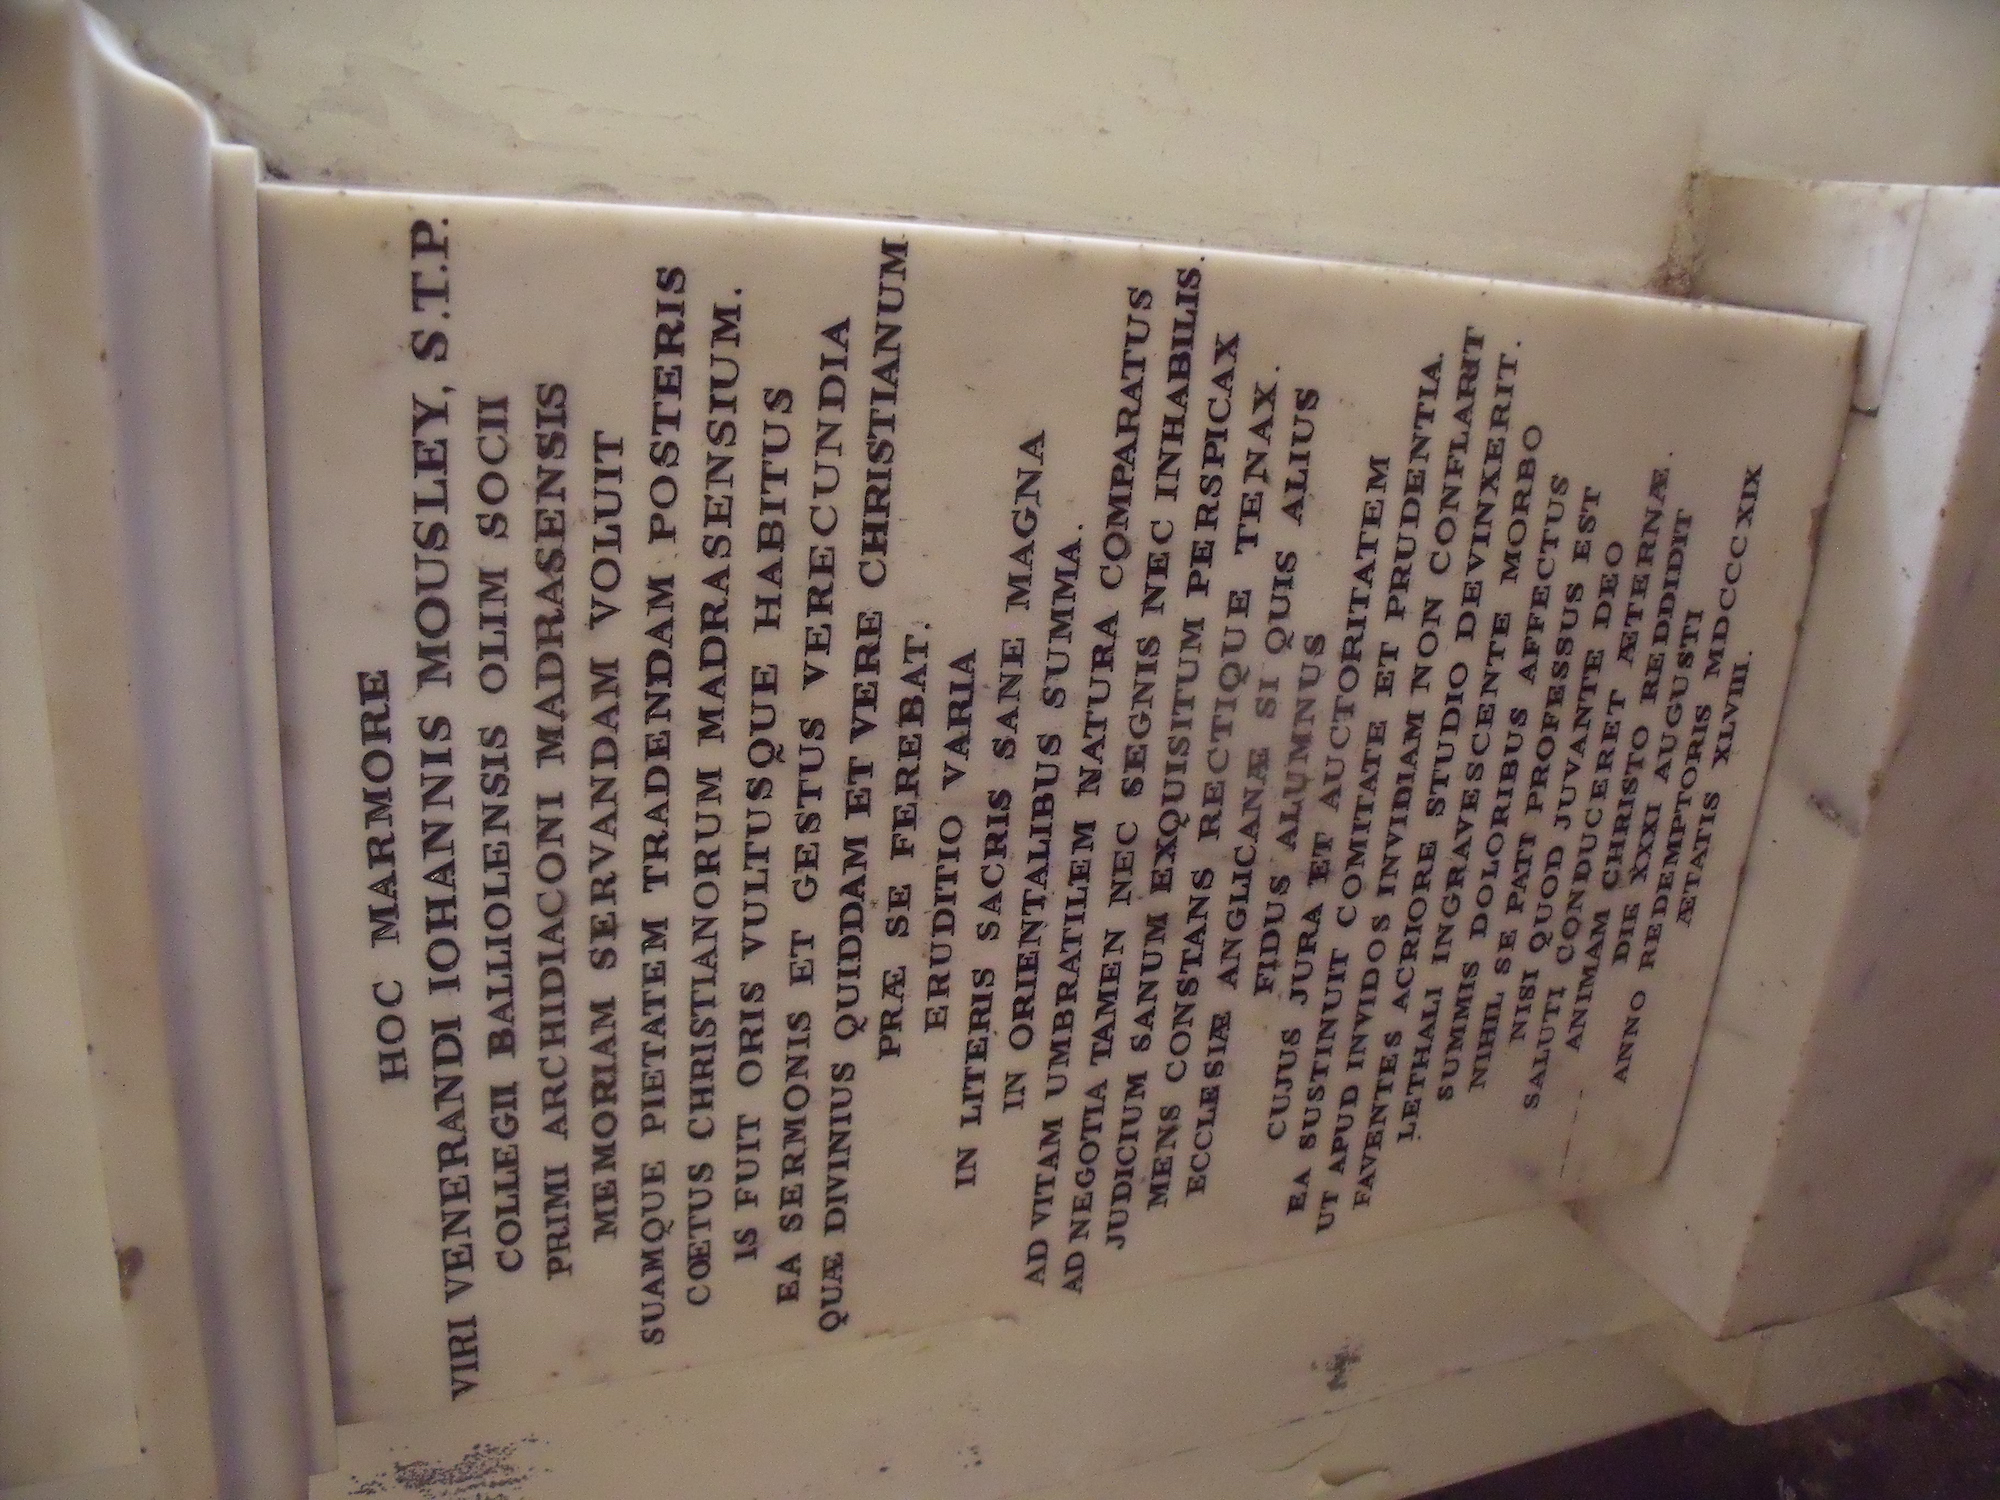 HOC MARMORE
VIRI VENERANDI IOHANNIS MOUSLEY, S.T.P.
COLLEGII BALLIOLENSIS OLIM SOCII
PRIMI ARCHIDIACONI MADRASENSIS
MEMORIAM SERVANDAM VOLUIT
SUAMQUE PIETATEM TRADENDAM POSTERIS
CŒTUS CHRISTIANORUM MADRASENSIUM.
IS FUIT ORIS VULTUSQUE HABITUS
EA SERMONIS ET GESTUS VERECUNDIA
QUÆ DIVINIUS QUIDDAM ET VERE CHRISTIANUM
PRÆ SE FEREBAT.
ERUDITIO VARIA
IN LITERIS SACRIS SANE MAGNA
IN ORIENTALIBUS SUMMA.
AD VITAM UMBRATILEM NATURA COMPARATUS
AD NEGOTIA TAMEN NEC SEGNIS NEC INHABILIS.
JUDICIUM SANUM EXQUISITUM PERSPICAX
MENS CONSTANS RECTIQUE TENAX.
ECCLESIÆ ANGLICANÆ SI QUIS ALIUS
FIDUS ALUMNUS
CUJUS JURA ET AUCTORITATEM
EA SUSTINUIT COMITATE ET PRUDENTIA
UT APUD INVIDOS INVIDIAM NON CONFLARIT
FAVENTES ACRIORE STUDIO DEVINXERIT.
LETHALI INGRAVESCENTE MORBO
SUMMIS DOLORIBUS AFFECTUS
NIHIL SE PATI PROFESSUS EST
NISI QUOD JUVANTE DEO
SALUTI CONDUCERET ÆTERNÆ.
ANIMAM CHRISTO REDDIDIT
DIE XXXI AUGUSTI
ANNO REDEMPTORIS MDCCCXIX
ÆTATIS XLVIII.